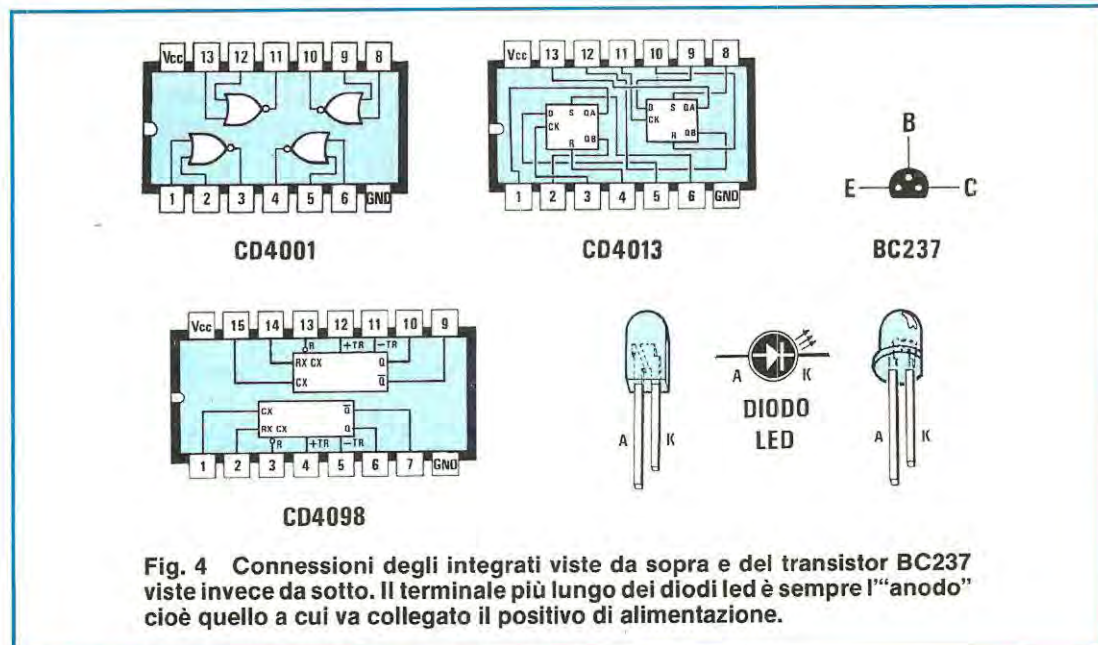 Vcc 13 12 11 10 9 8
1 2 3 4 5 6 GND
CD4001
Vcc 13 12 11 10 9 8
D S QA
CK
QB
R
D S QA
CK
QB
R
1 2 3 4 5 6 GND
CD4013
B
E C
BC237
Vcc 15 14 13 12 11 10 9
R +TR -TR
RX CX Q
CX Q̅
CX Q̅
RX CX Q
R +TR -TR
1 2 3 4 5 6 7 GND
CD4098
A K
A K
DIODO
LED
A K
Fig. 4 Connessioni degli integrati viste da sopra e del transistor BC237
viste invece da sotto. Il terminale più lungo dei diodi led è sempre l'“anodo”
cioè quello a cui va collegato il positivo di alimentazione.